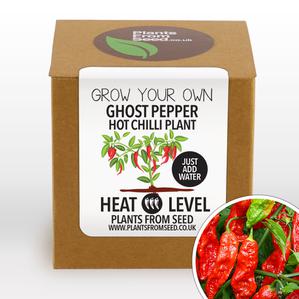 Plants
From
Seed.co.uk
GROW YOUR OWN
GHOST PEPPER
HOT CHILLI PLANT
JUST
ADD
WATER
HEAT LEVEL
PLANTS FROM SEED
WWW.PLANTSFROMSEED.CO.UK